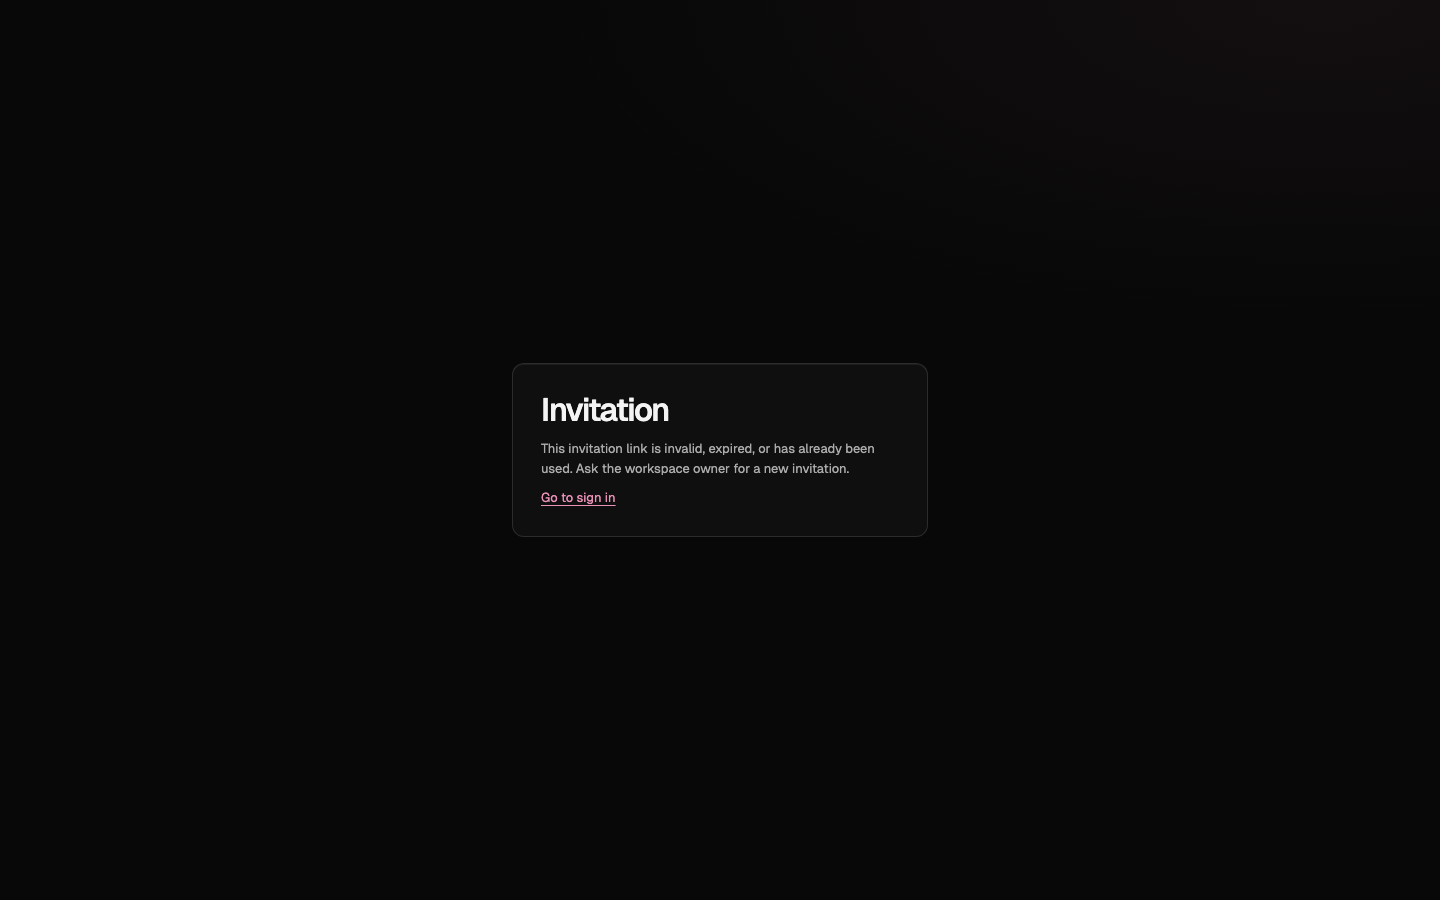 Invitation
This invitation link is invalid, expired, or has already been
used. Ask the workspace owner for a new invitation.
Go to sign in